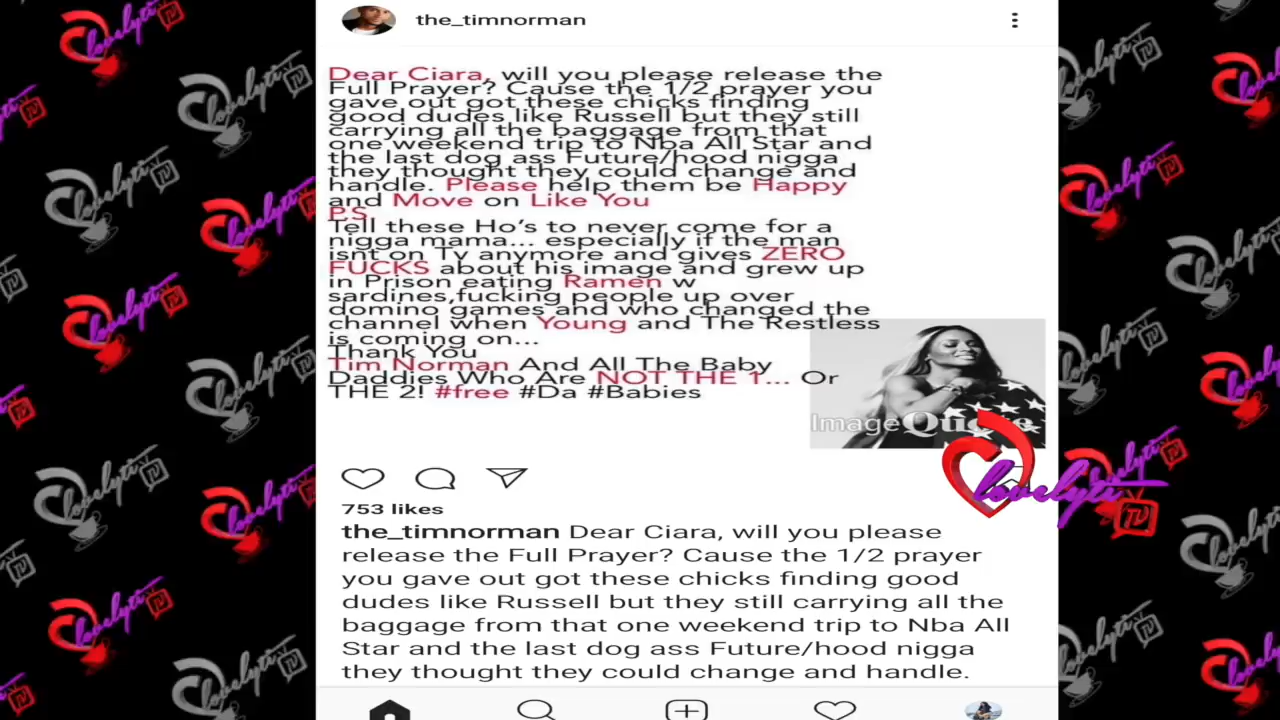 the_timnorman
Dear Ciara, will you please release the
Full Prayer? Cause the 1/2 prayer you
gave out got these chicks finding
good dudes like Russell but they still
carrying all the baggage from that
one weekend trip to Nba All Star and
the last dog ass Future/hood nigga
they thought they could change and
handle. Please help them be Happy
and Move on Like You
P.S
Tell these Ho's to never come for a
nigga mama... especially if the man
isnt on Tv anymore and gives ZERO
FUCKS about his image and grew up
in Prison eating Ramen w
sardines,fucking people up over
domino games and who changed the
channel when Young and The Restless
is coming on...
Thank You
Tim Norman And All The Baby
Daddies Who Are NOT THE 1... Or
THE 2! #free #Da #Babies
Image Quote
lovelyti TV
753 likes
the_timnorman Dear Ciara, will you please
release the Full Prayer? Cause the 1/2 prayer
you gave out got these chicks finding good
dudes like Russell but they still carrying all the
baggage from that one weekend trip to Nba All
Star and the last dog ass Future/hood nigga
they thought they could change and handle.